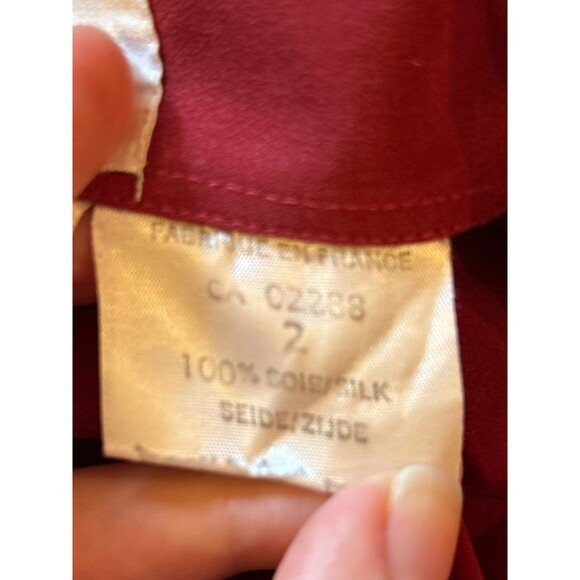 FABRIQUE EN FRANCE
CA 02288
2
100% SOIE/SILK
SEIDE/ZIJDE